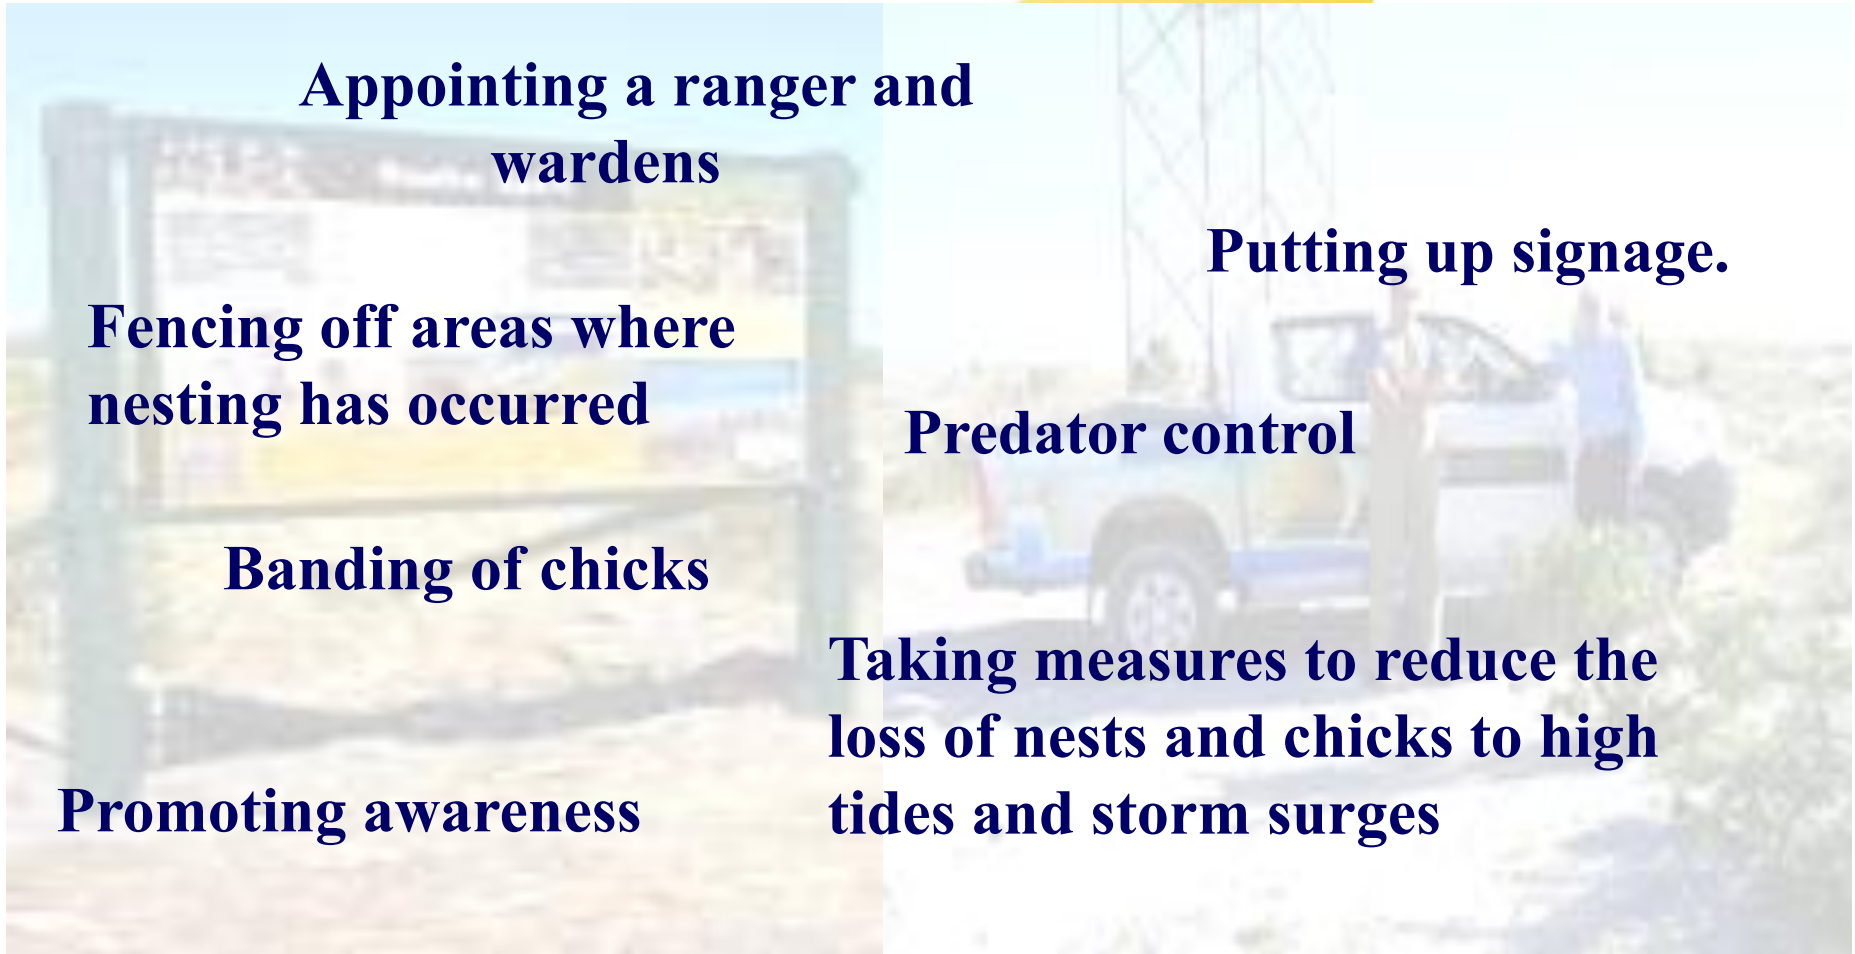 Appointing a ranger and
wardens
Putting up signage.
Fencing off areas where
nesting has occurred
Predator control
Banding of chicks
Taking measures to reduce the
loss of nests and chicks to high
tides and storm surges
Promoting awareness